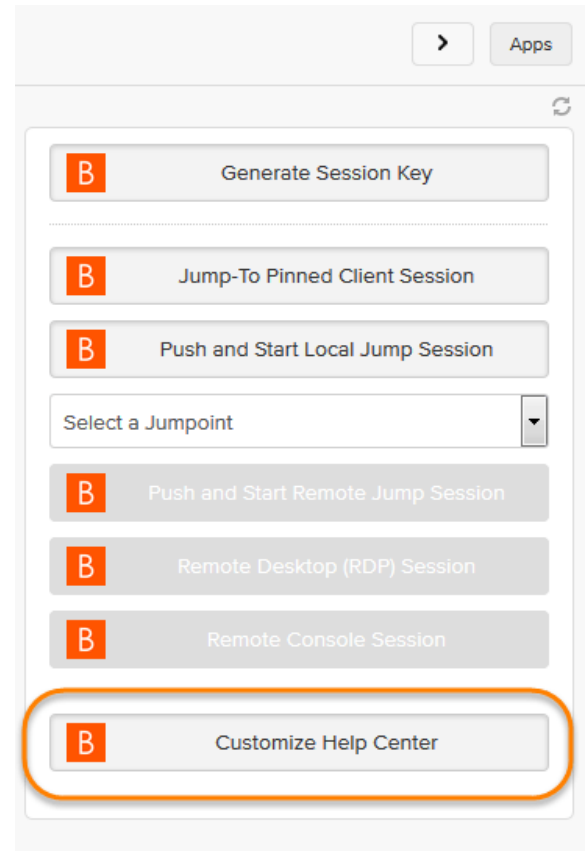 Apps
B Generate Session Key
B Jump-To Pinned Client Session
B Push and Start Local Jump Session
Select a Jumpoint
B Push and Start Remote Jump Session
B Remote Desktop (RDP) Session
B Remote Console Session
B Customize Help Center